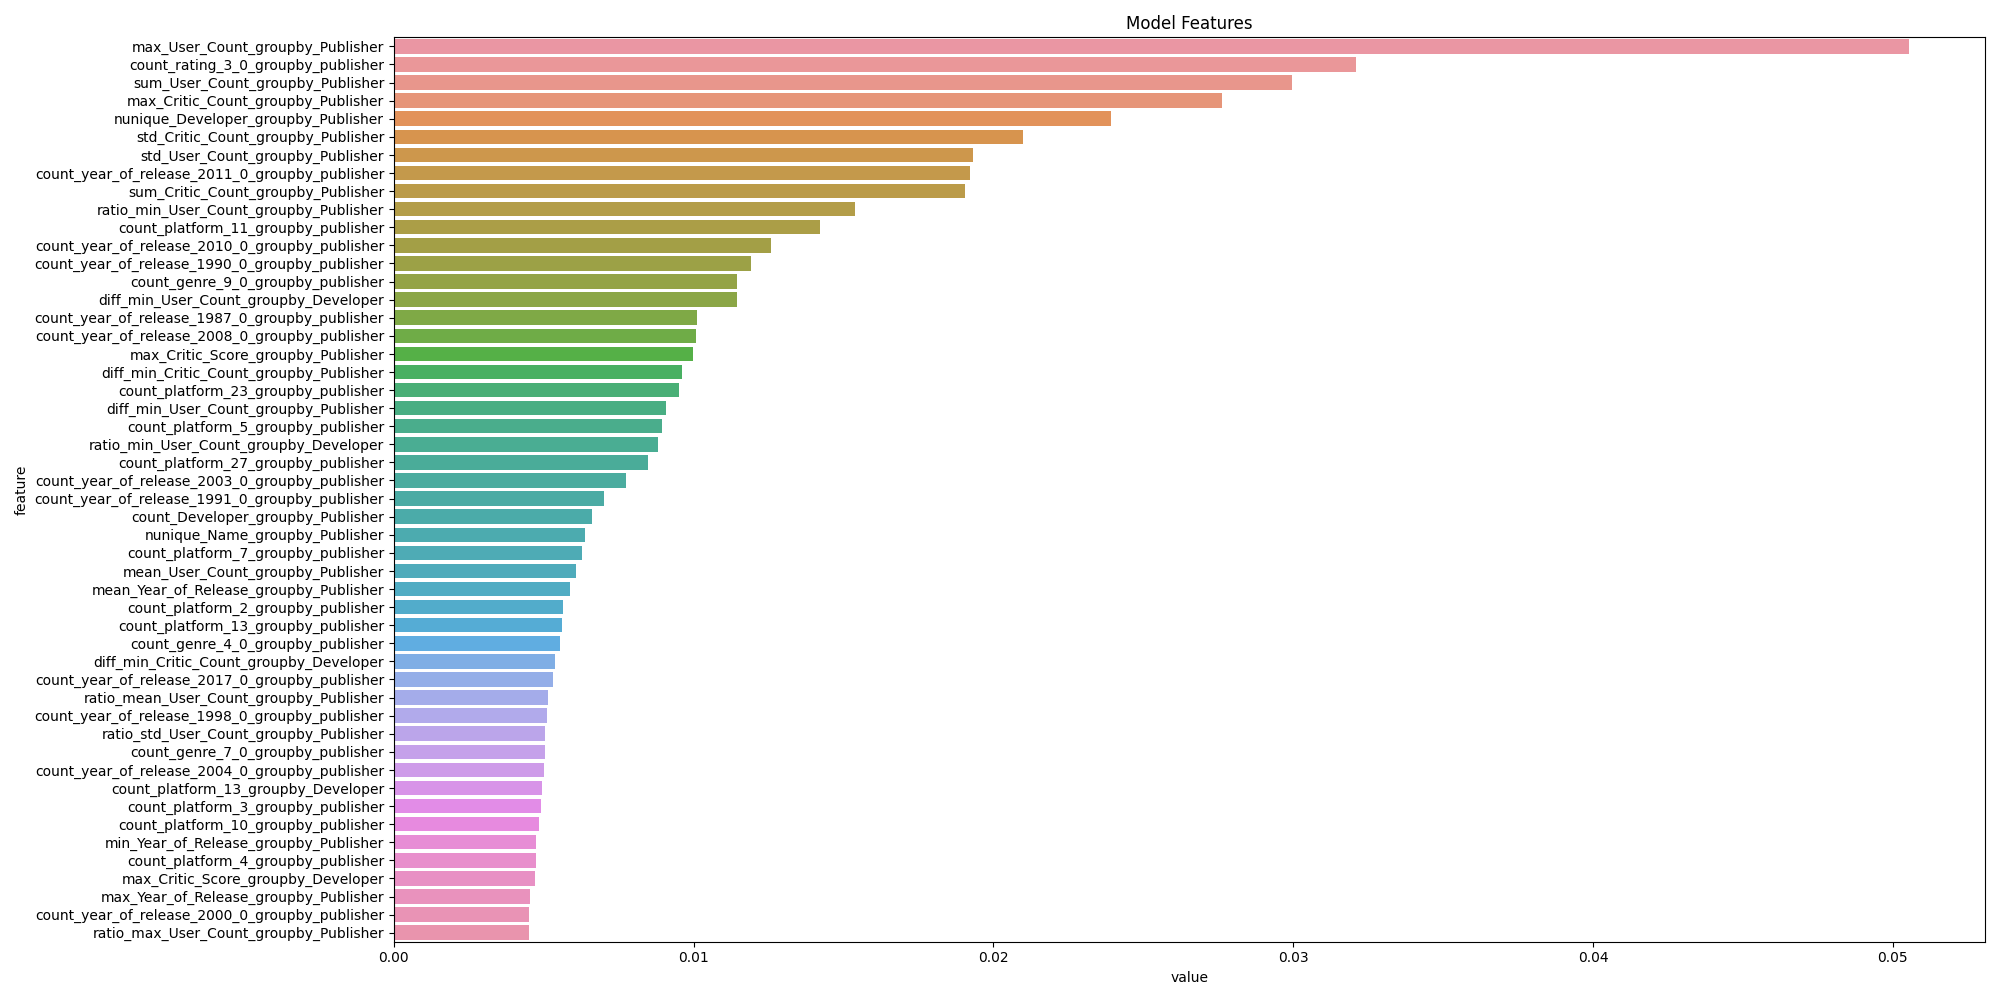 Model Features
max_User_Count_groupby_Publisher
count_rating_3_0_groupby_publisher
sum_User_Count_groupby_Publisher
max_Critic_Count_groupby_Publisher
nunique_Developer_groupby_Publisher
std_Critic_Count_groupby_Publisher
std_User_Count_groupby_Publisher
count_year_of_release_2011_0_groupby_publisher
sum_Critic_Count_groupby_Publisher
ratio_min_User_Count_groupby_Publisher
count_platform_11_groupby_publisher
count_year_of_release_2010_0_groupby_publisher
count_year_of_release_1990_0_groupby_publisher
count_genre_9_0_groupby_publisher
diff_min_User_Count_groupby_Developer
count_year_of_release_1987_0_groupby_publisher
count_year_of_release_2008_0_groupby_publisher
max_Critic_Score_groupby_Publisher
diff_min_Critic_Count_groupby_Publisher
count_platform_23_groupby_publisher
diff_min_User_Count_groupby_Publisher
count_platform_5_groupby_publisher
ratio_min_User_Count_groupby_Developer
count_platform_27_groupby_publisher
count_year_of_release_2003_0_groupby_publisher
count_year_of_release_1991_0_groupby_publisher
count_Developer_groupby_Publisher
nunique_Name_groupby_Publisher
count_platform_7_groupby_publisher
mean_User_Count_groupby_Publisher
mean_Year_of_Release_groupby_Publisher
count_platform_2_groupby_publisher
count_platform_13_groupby_publisher
count_genre_4_0_groupby_publisher
diff_min_Critic_Count_groupby_Developer
count_year_of_release_2017_0_groupby_publisher
ratio_mean_User_Count_groupby_Publisher
count_year_of_release_1998_0_groupby_publisher
ratio_std_User_Count_groupby_Publisher
count_genre_7_0_groupby_publisher
count_year_of_release_2004_0_groupby_publisher
count_platform_13_groupby_Developer
count_platform_3_groupby_publisher
count_platform_10_groupby_publisher
min_Year_of_Release_groupby_Publisher
count_platform_4_groupby_publisher
max_Critic_Score_groupby_Developer
max_Year_of_Release_groupby_Publisher
count_year_of_release_2000_0_groupby_publisher
ratio_max_User_Count_groupby_Publisher
feature
0.00 0.01 0.02 0.03 0.04 0.05
value